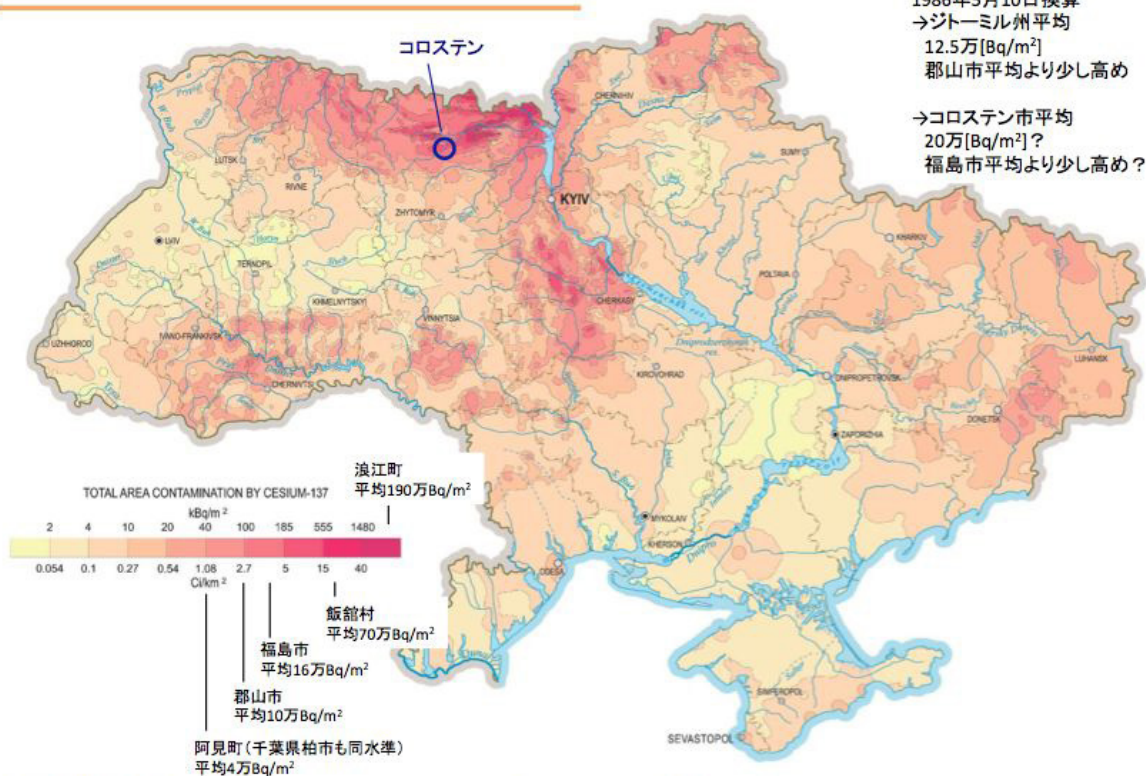 1986年5月10日換算
→ジトーミル州平均
12.5万[Bq/m²]
郡山市平均より少し高め
→コロステン市平均
20万[Bq/m²]?
福島市平均より少し高め?
コロステン
CHERNIHIV
Desna
LUTSK
RIVNE
SUMY
KYIV
ZHYTOMYR
LVIV
KHARKIV
TERNOPIL
POLTAVA
KHMELNYTSKYI
CHERKASY
VINNYTSIA
IVANO-FRANKIVSK
UZHHOROD
LUHANSK
CHERNIVTSI
KIROVOHRAD
DNIPROPETROVSK
DONETSK
ZAPORIZHIA
MYKOLAIV
KHERSON
Dnipro
ODESA
SIMFEROPOL
SEVASTOPOL
浪江町
平均190万Bq/m²
TOTAL AREA CONTAMINATION BY CESIUM-137
kBq/m²
2 4 10 20 40 100 185 555 1480
0.054 0.1 0.27 0.54 1.08 2.7 5 15 40
Ci/km²
飯舘村
平均70万Bq/m²
福島市
平均16万Bq/m²
郡山市
平均10万Bq/m²
阿見町(千葉県柏市も同水準)
平均4万Bq/m²